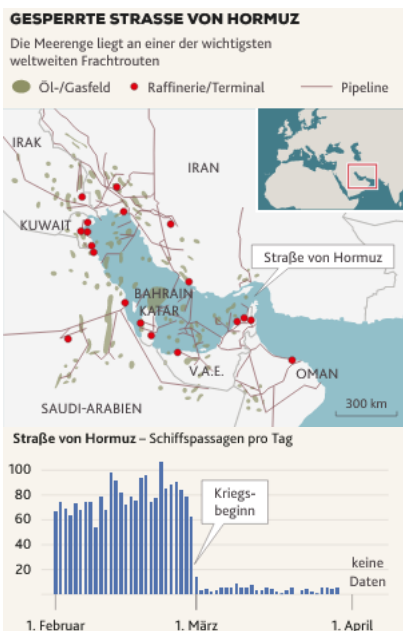 GESPERRTE STRASSE VON HORMUZ
Die Meerenge liegt an einer der wichtigsten
weltweiten Frachtrouten
Öl-/Gasfeld
Raffinerie/Terminal
Pipeline
IRAK
IRAN
KUWAIT
Straße von Hormuz
BAHRAIN
KATAR
V.A.E.
OMAN
SAUDI-ARABIEN
300 km
Straße von Hormuz – Schiffspassagen pro Tag
100
80
60
40
20
Kriegs-
beginn
keine
Daten
1. Februar
1. März
1. April